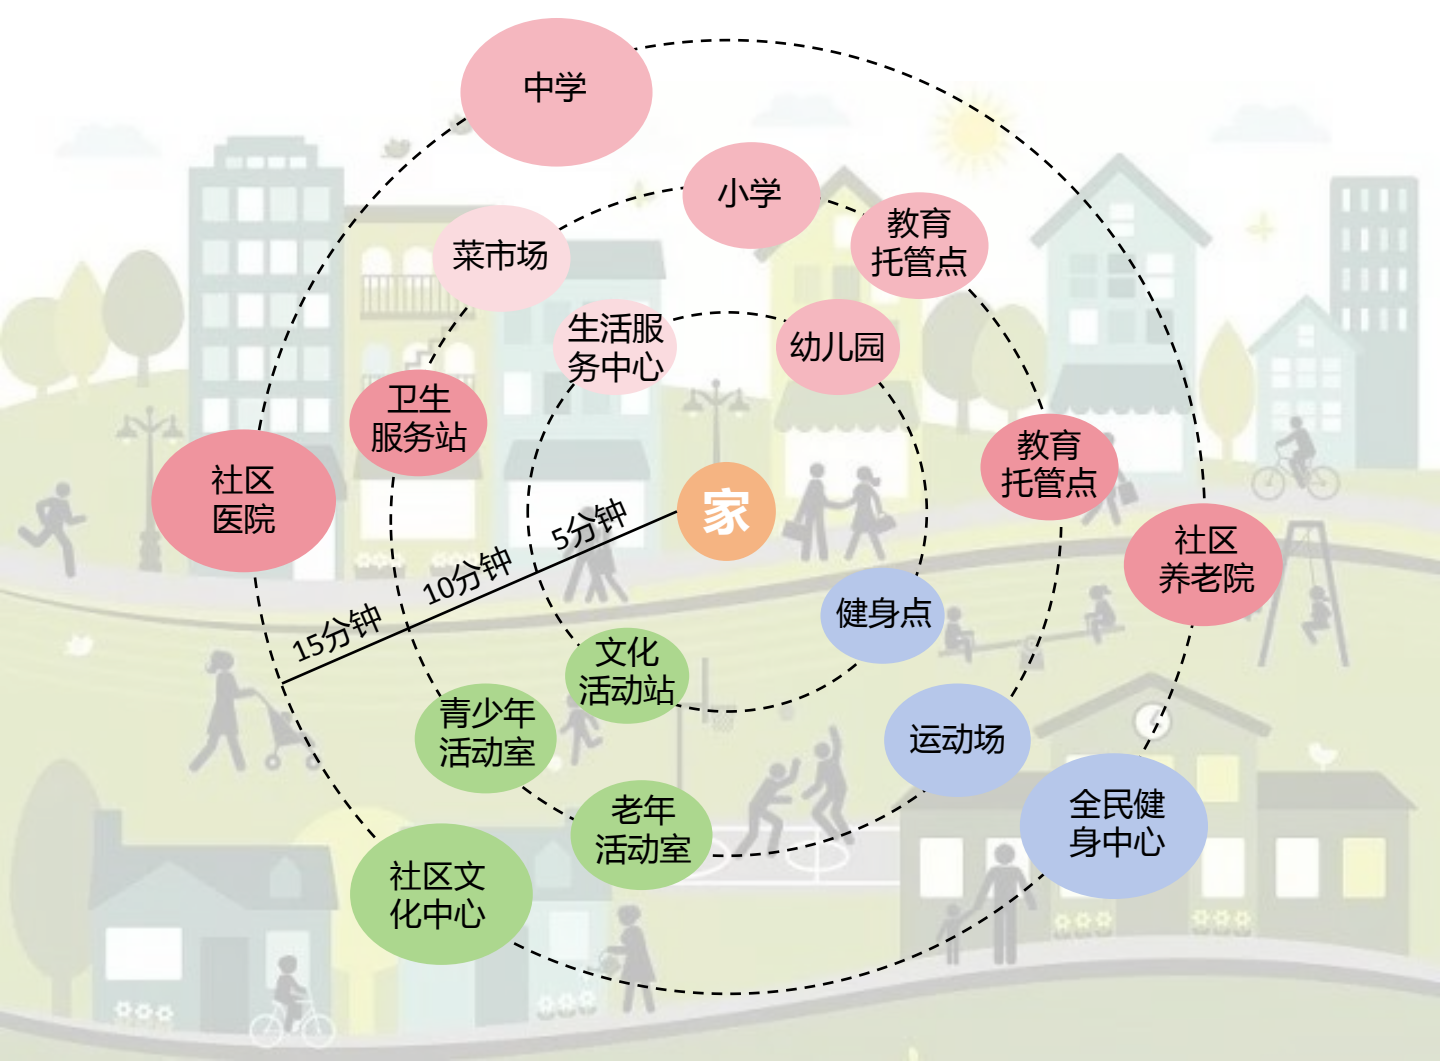 中学
小学
教育
托管点
菜市场
生活服
务中心
幼儿园
卫生
服务站
教育
托管点
社区
医院
家
5分钟
10分钟
15分钟
社区
养老院
健身点
文化
活动站
青少年
活动室
运动场
老年
活动室
全民健
身中心
社区文
化中心